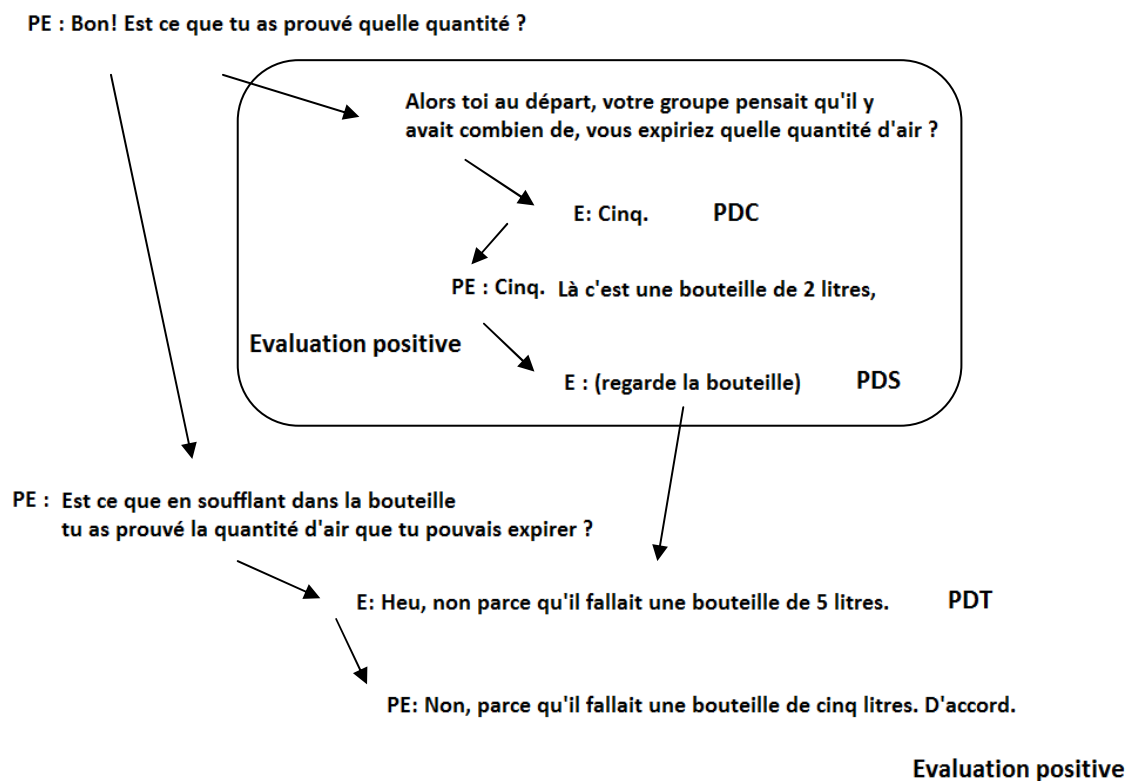 PE : Bon! Est ce que tu as prouvé quelle quantité ?
Alors toi au départ, votre groupe pensait qu'il y
avait combien de, vous expiriez quelle quantité d'air ?
E: Cinq. PDC
PE : Cinq. Là c'est une bouteille de 2 litres,
Evaluation positive
E : (regarde la bouteille) PDS
PE : Est ce que en soufflant dans la bouteille
tu as prouvé la quantité d'air que tu pouvais expirer ?
E: Heu, non parce qu'il fallait une bouteille de 5 litres. PDT
PE: Non, parce qu'il fallait une bouteille de cinq litres. D'accord.
Evaluation positive